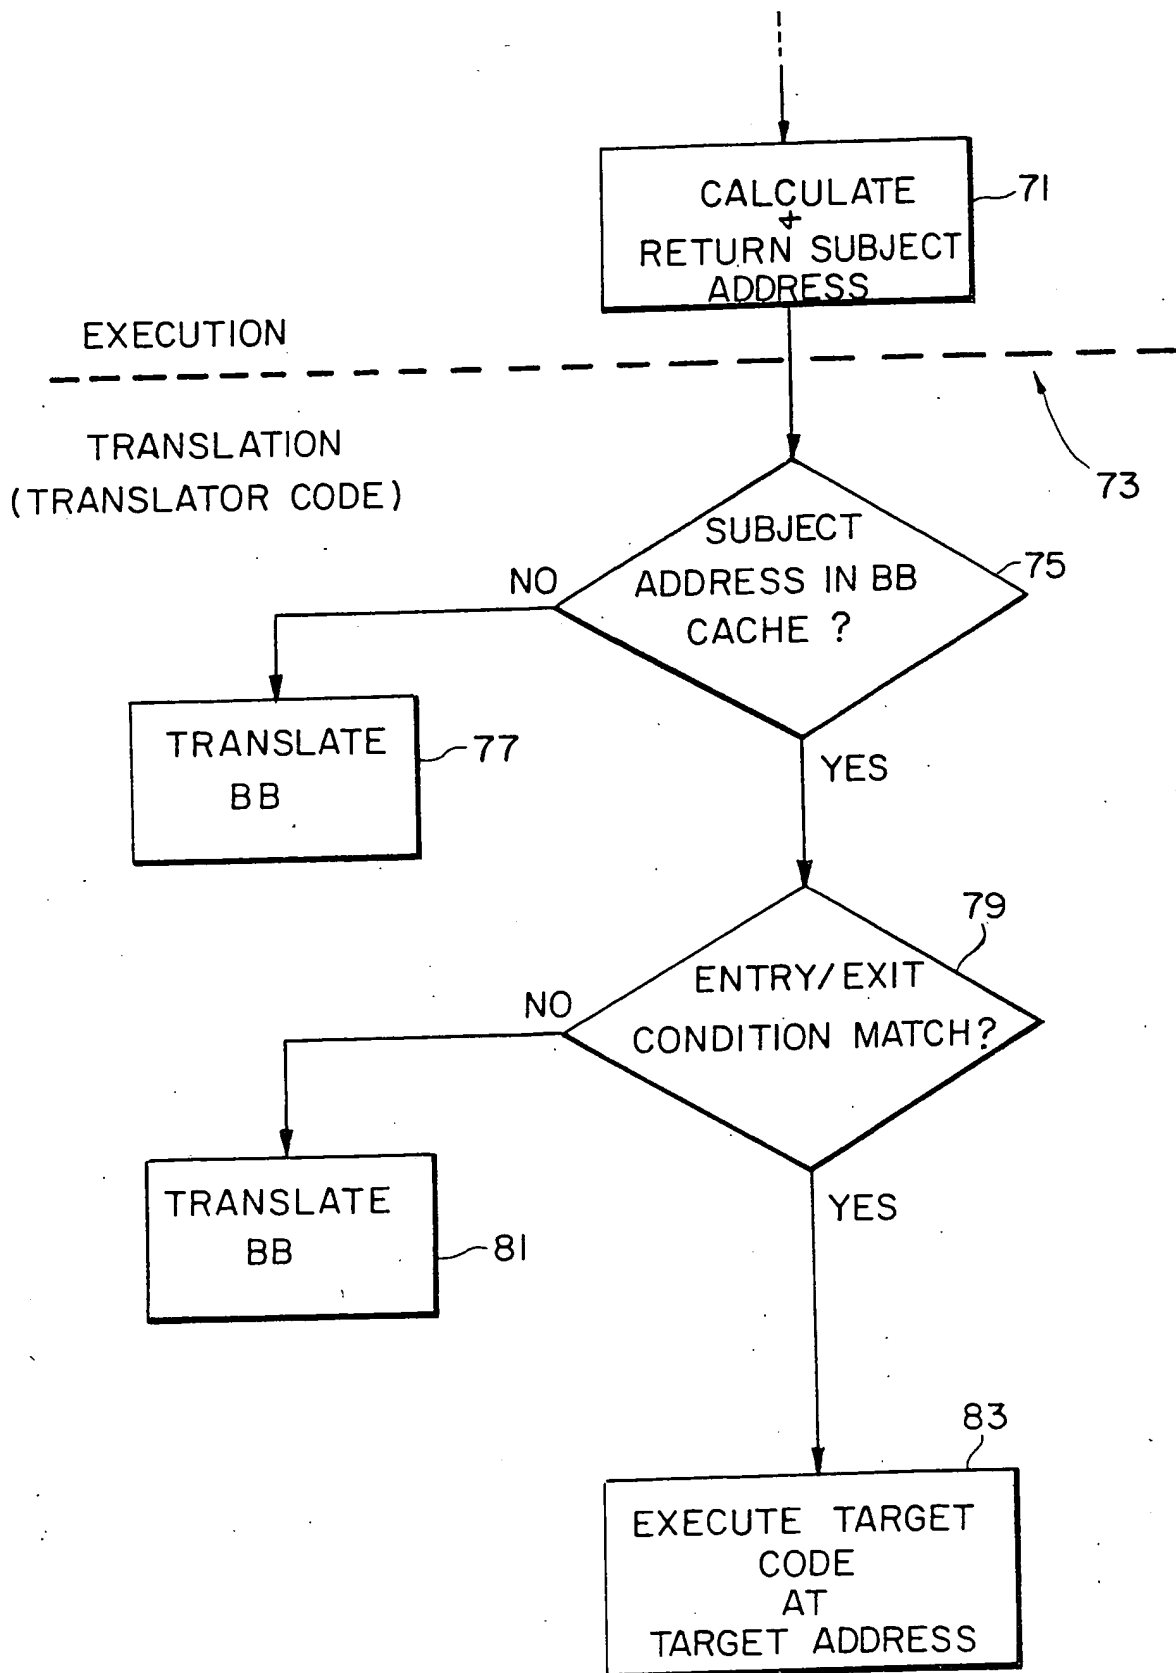 CALCULATE
&
RETURN SUBJECT
ADDRESS
71
EXECUTION
73
TRANSLATION
(TRANSLATOR CODE)
SUBJECT
ADDRESS IN BB
CACHE ?
75
NO
TRANSLATE
BB
77
YES
79
ENTRY/EXIT
CONDITION MATCH?
NO
TRANSLATE
BB
81
YES
83
EXECUTE TARGET
CODE
AT
TARGET ADDRESS